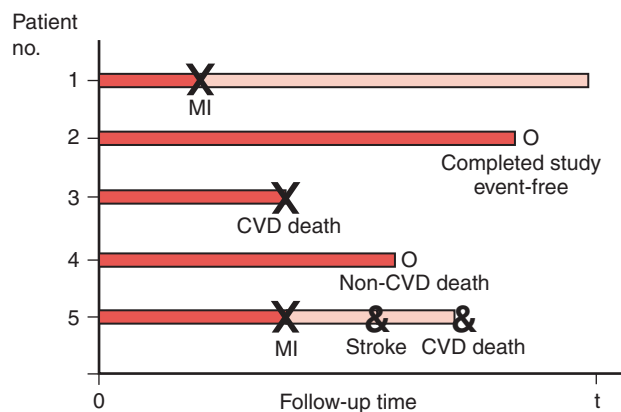 Patient
no.
1
MI
2
O
Completed study
event-free
3
CVD death
4
O
Non-CVD death
5
& &
MI Stroke CVD death
0 Follow-up time t